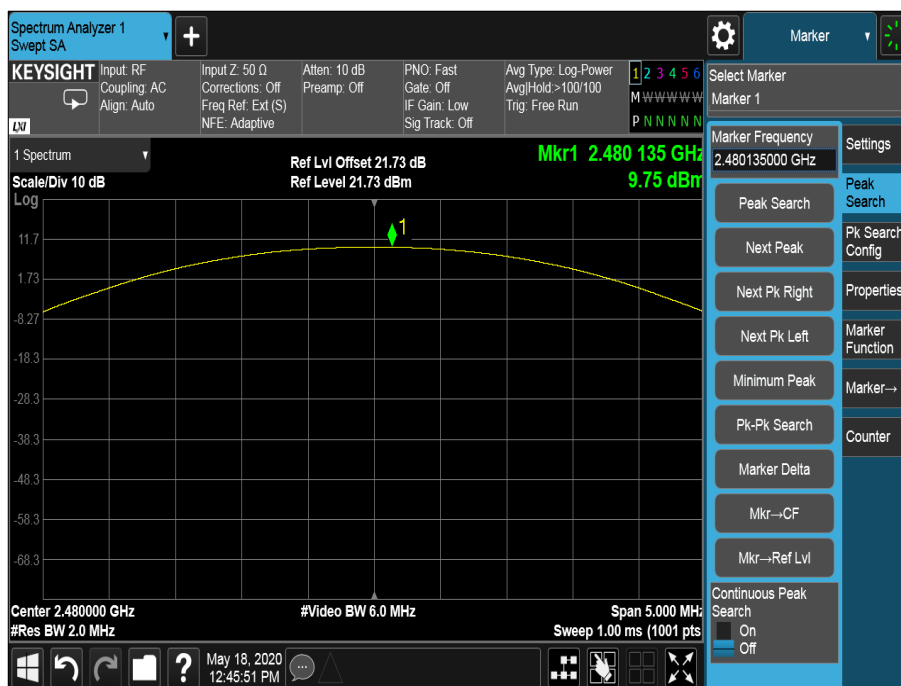 Spectrum Analyzer 1
Swept SA
+
Marker
KEYSIGHT
Input: RF
Coupling: AC
Align: Auto
Input Z: 50 Ω
Corrections: Off
Freq Ref: Ext (S)
NFE: Adaptive
Atten: 10 dB
Preamp: Off
PNO: Fast
Gate: Off
IF Gain: Low
Sig Track: Off
Avg Type: Log-Power
Avg|Hold:>100/100
Trig: Free Run
1 2 3 4 5 6
M W W W W W
P N N N N N
LXI
Select Marker
Marker 1
1 Spectrum
Scale/Div 10 dB
Ref Lvl Offset 21.73 dB
Ref Level 21.73 dBm
Mkr1 2.480 135 GHz
9.75 dBm
Log
11.7
1.73
-8.27
-18.3
-28.3
-38.3
-48.3
-58.3
-68.3
1
Center 2.480000 GHz
#Res BW 2.0 MHz
#Video BW 6.0 MHz
Span 5.000 MHz
Sweep 1.00 ms (1001 pts
Marker Frequency
2.480135000 GHz
Peak Search
Next Peak
Next Pk Right
Next Pk Left
Minimum Peak
Pk-Pk Search
Marker Delta
Mkr→CF
Mkr→Ref Lvl
Continuous Peak
Search
On
Off
Settings
Peak
Search
Pk Search
Config
Properties
Marker
Function
Marker→
Counter
?
May 18, 2020
12:45:51 PM